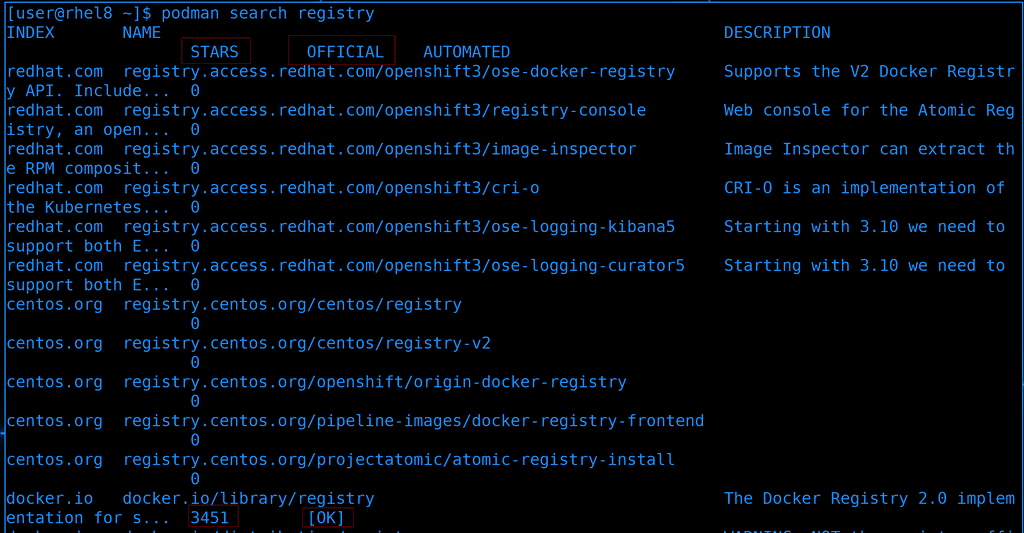 [user@rhel8 ~]$ podman search registry
INDEX NAME DESCRIPTION
STARS OFFICIAL AUTOMATED
redhat.com registry.access.redhat.com/openshift3/ose-docker-registry Supports the V2 Docker Registr
y API. Include... 0
redhat.com registry.access.redhat.com/openshift3/registry-console Web console for the Atomic Reg
istry, an open... 0
redhat.com registry.access.redhat.com/openshift3/image-inspector Image Inspector can extract th
e RPM composit... 0
redhat.com registry.access.redhat.com/openshift3/cri-o CRI-O is an implementation of
the Kubernetes... 0
redhat.com registry.access.redhat.com/openshift3/ose-logging-kibana5 Starting with 3.10 we need to
support both E... 0
redhat.com registry.access.redhat.com/openshift3/ose-logging-curator5 Starting with 3.10 we need to
support both E... 0
centos.org registry.centos.org/centos/registry
0
centos.org registry.centos.org/centos/registry-v2
0
centos.org registry.centos.org/openshift/origin-docker-registry
0
centos.org registry.centos.org/pipeline-images/docker-registry-frontend
0
centos.org registry.centos.org/projectatomic/atomic-registry-install
0
docker.io docker.io/library/registry The Docker Registry 2.0 implem
entation for s... 3451 [OK]